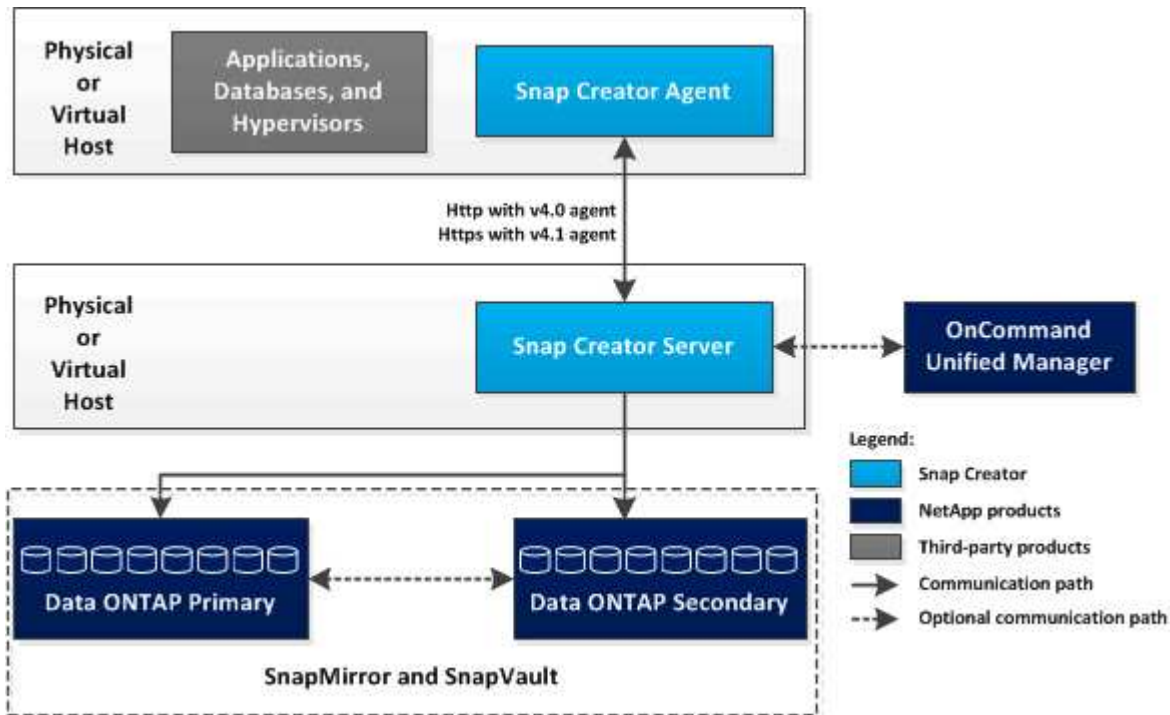 Physical
or
Virtual
Host
Applications,
Databases, and
Hypervisors
Snap Creator Agent
Http with v4.0 agent
Https with v4.1 agent
Physical
or
Virtual
Host
Snap Creator Server
OnCommand
Unified Manager
Legend:
Snap Creator
NetApp products
Third-party products
Communication path
Optional communication path
Data ONTAP Primary
Data ONTAP Secondary
SnapMirror and SnapVault